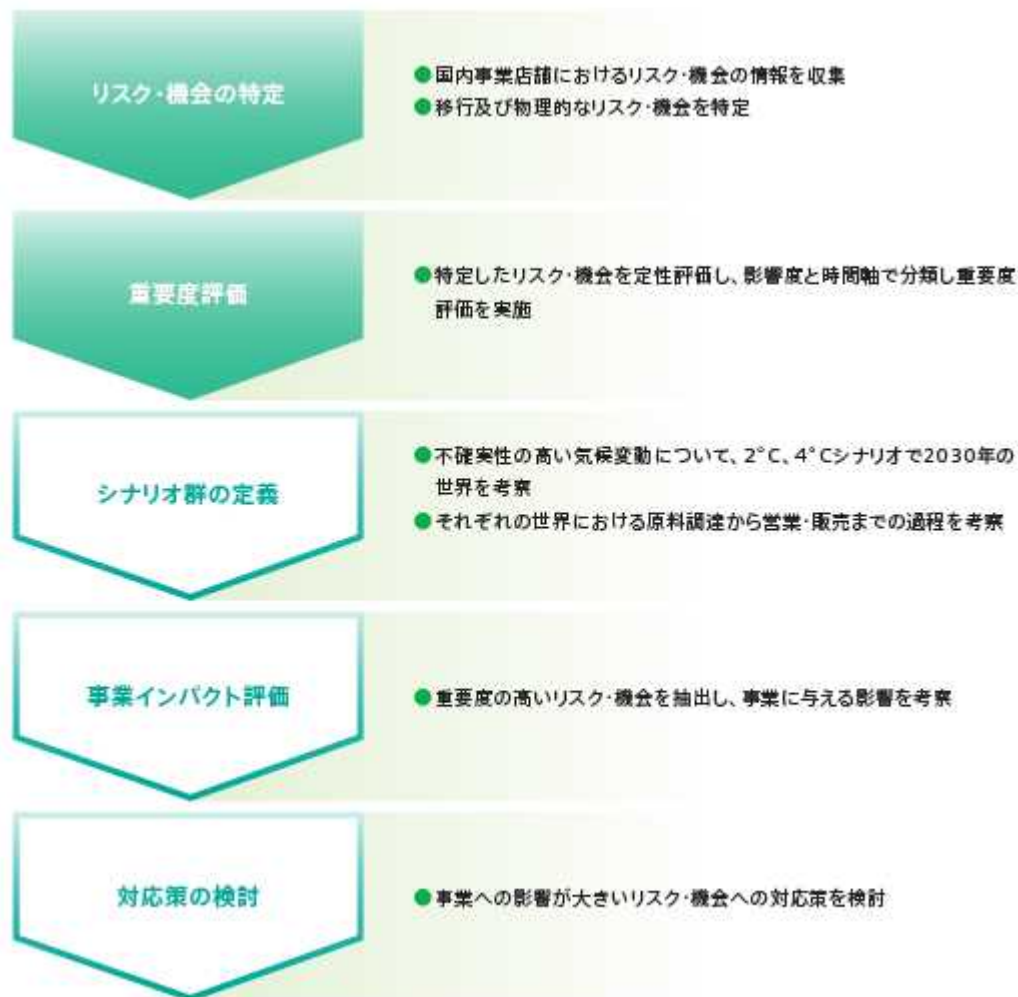 リスク・機会の特定
●国内事業店舗におけるリスク・機会の情報を収集
●移行及び物理的なリスク・機会を特定
重要度評価
●特定したリスク・機会を定性評価し、影響度と時間軸で分類し重要度
評価を実施
シナリオ群の定義
●不確実性の高い気候変動について、2°C、4°Cシナリオで2030年の
世界を考察
●それぞれの世界における原料調達から営業・販売までの過程を考察
事業インパクト評価
●重要度の高いリスク・機会を抽出し、事業に与える影響を考察
対応策の検討
●事業への影響が大きいリスク・機会への対応策を検討